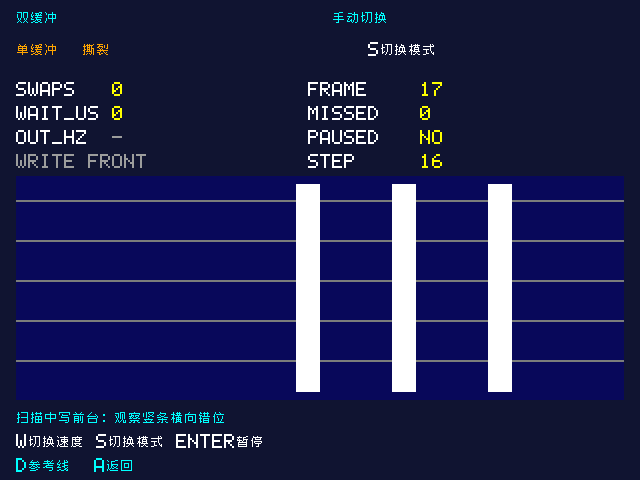 双缓冲 手动切换
单缓冲 撕裂 S切换模式
SWAPS 0 FRAME 17
WAIT_US 0 MISSED 0
OUT_HZ - PAUSED NO
WRITE FRONT STEP 16
扫描中写前台：观察竖条横向错位
W切换速度 S切换模式 ENTER暂停
D参考线 A返回